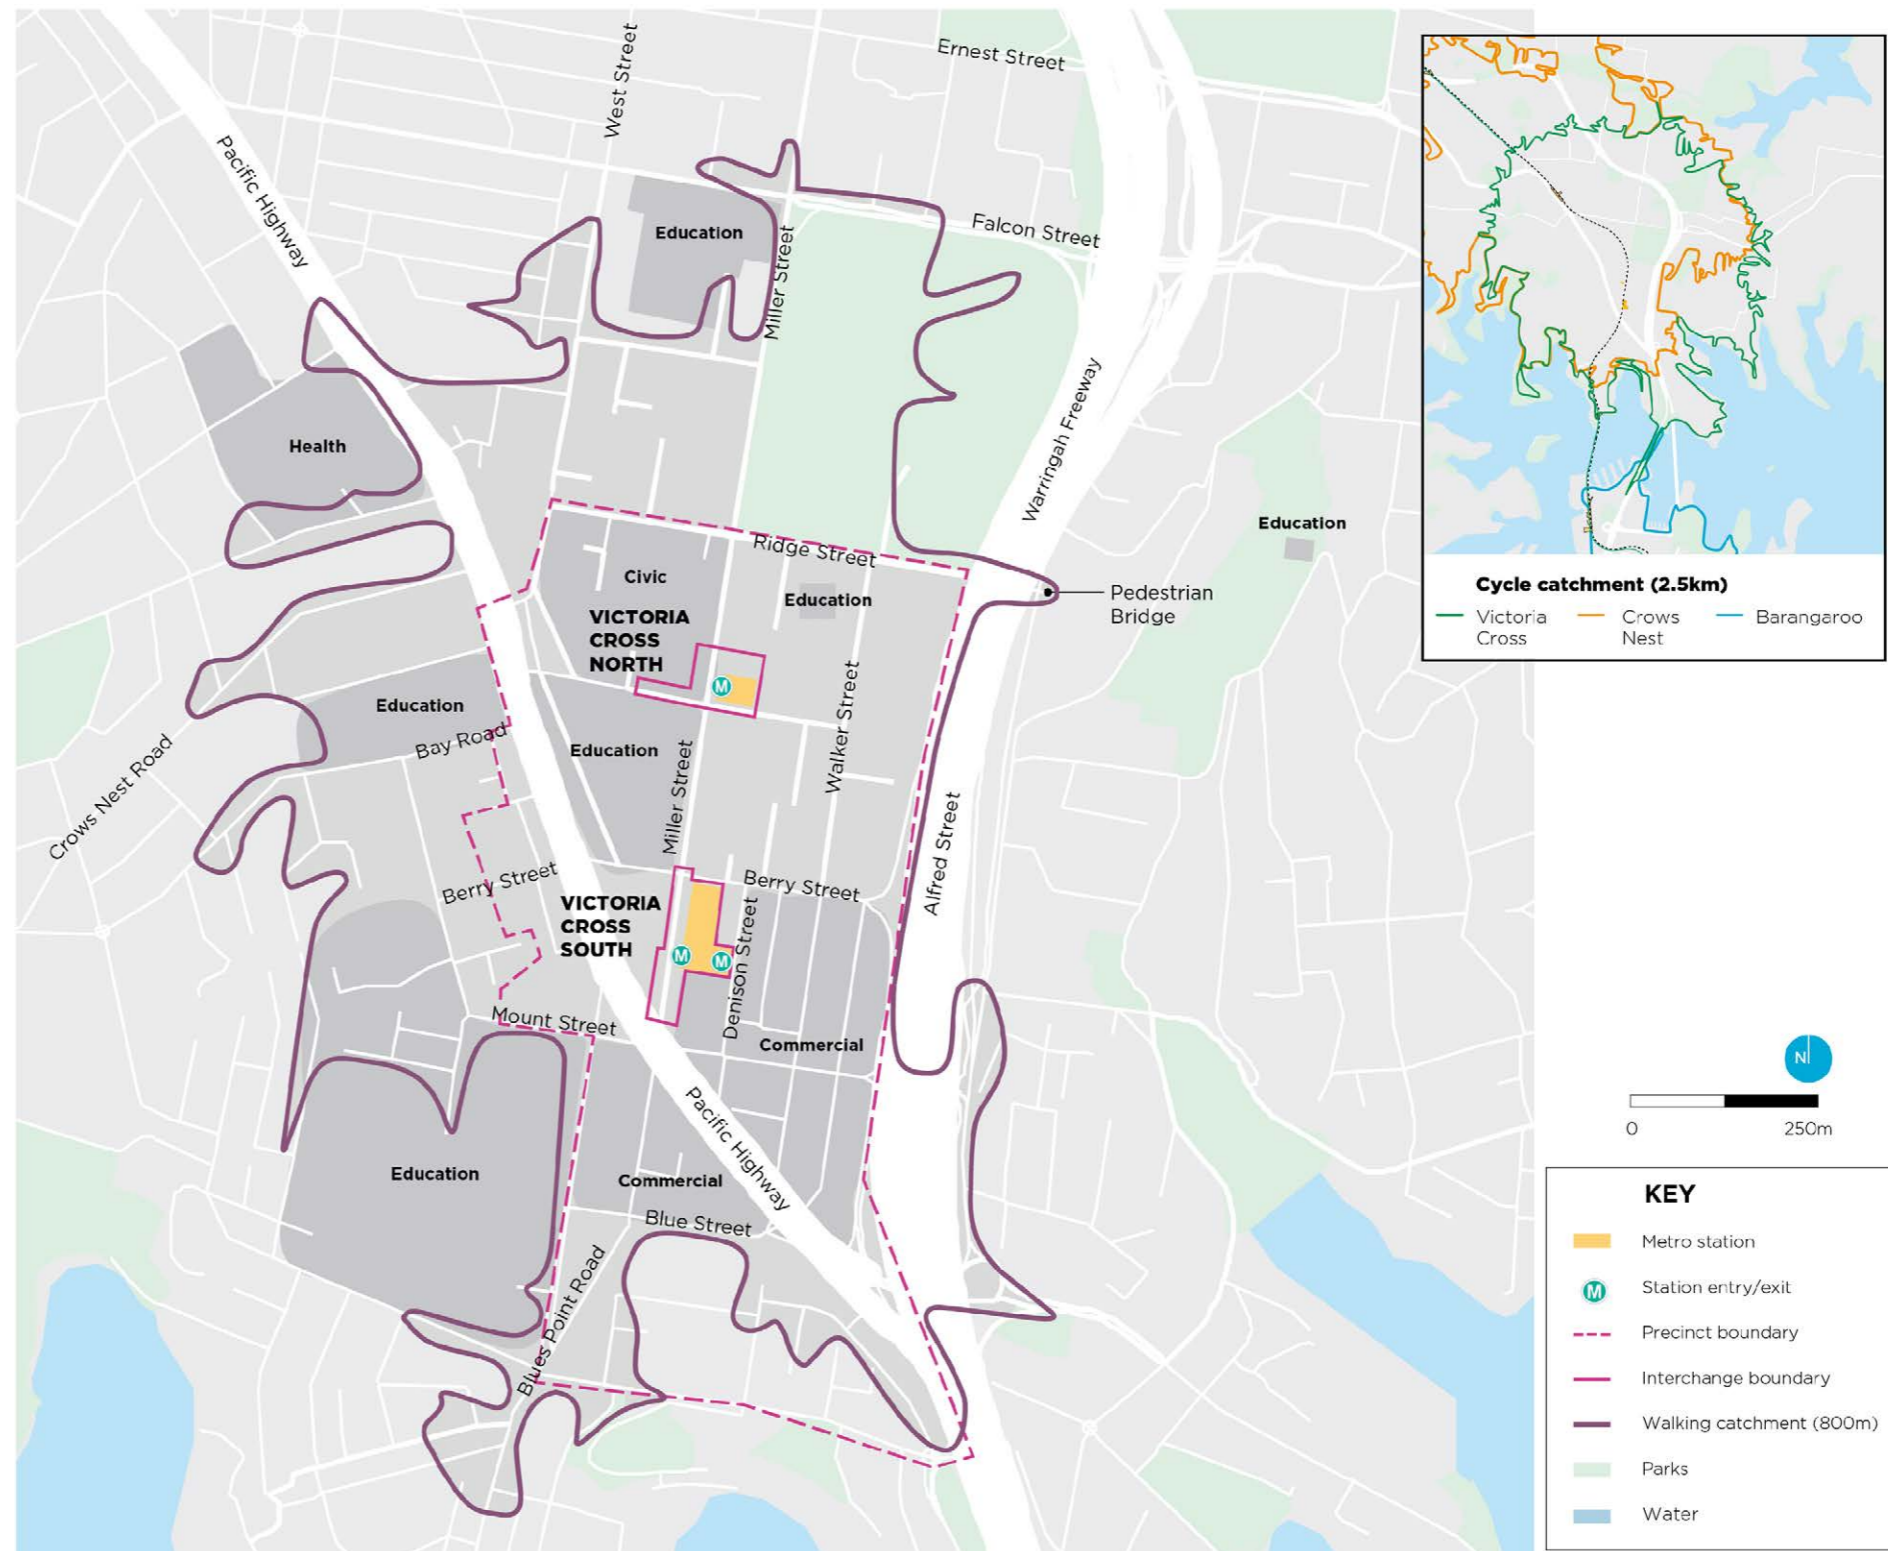 Ernest Street
West Street
Pacific Highway
Education
Falcon Street
Miller Street
Warringah Freeway
Health
Education
Ridge Street
Civic
Education
VICTORIA
CROSS
NORTH
Pedestrian
Bridge
Education
Bay Road
Education
Walker Street
Crows Nest Road
Miller Street
Alfred Street
Berry Street
Berry Street
VICTORIA
CROSS
SOUTH
M
M
M
Denison Street
Mount Street
Commercial
Pacific Highway
Education
Commercial
Blue Street
Blues Point Road
Cycle catchment (2.5km)
Victoria
Cross
Crows
Nest
Barangaroo
N
0
250m
KEY
Metro station
M
Station entry/exit
Precinct boundary
Interchange boundary
Walking catchment (800m)
Parks
Water